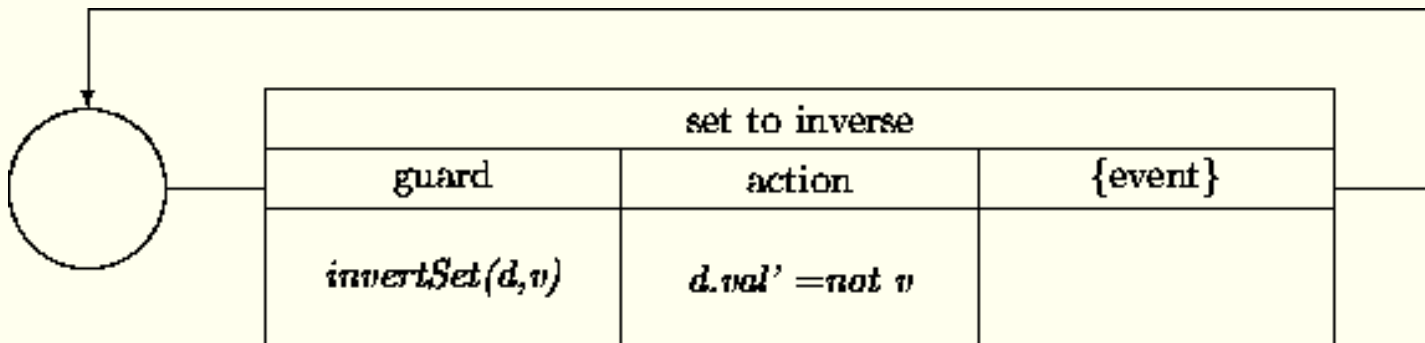 set to inverse
guard action {event}
invertSet(d,v) d.val' =not v